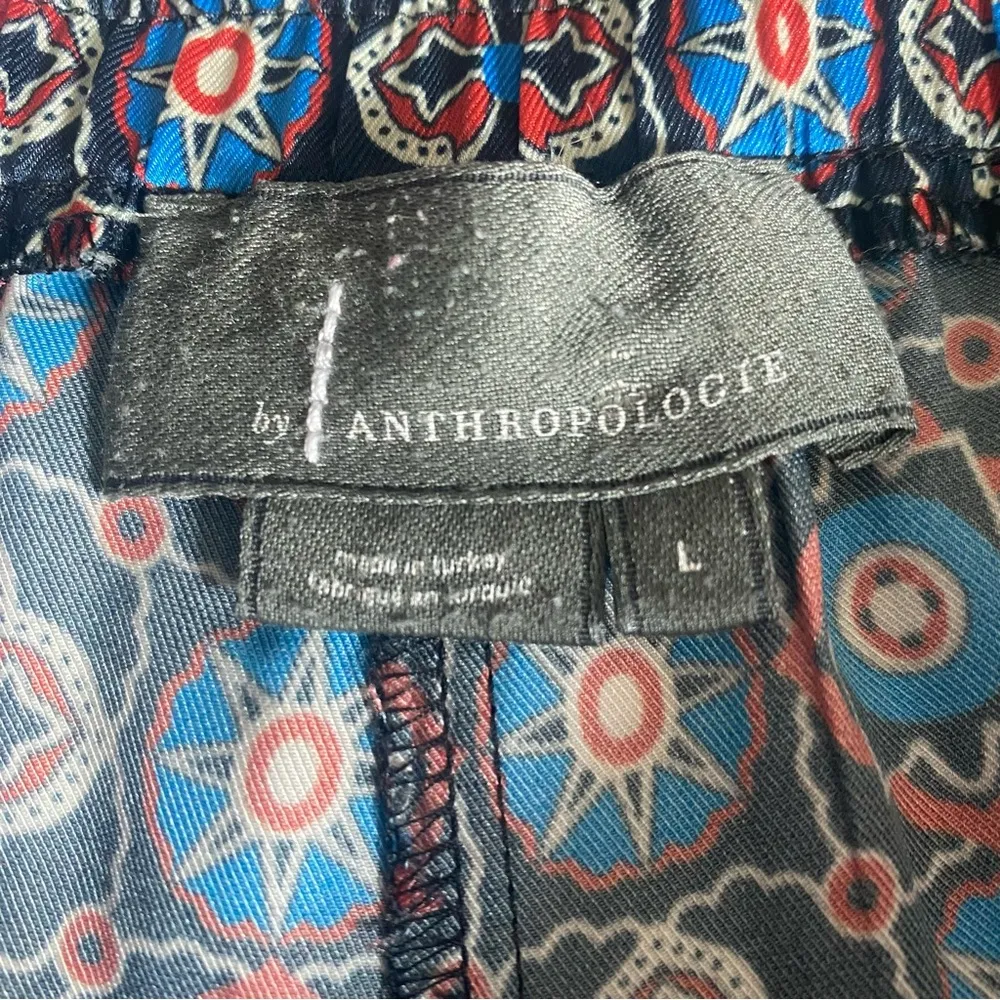 by ANTHROPOLOGIE
made in turkey
fabriqué en turquie
L